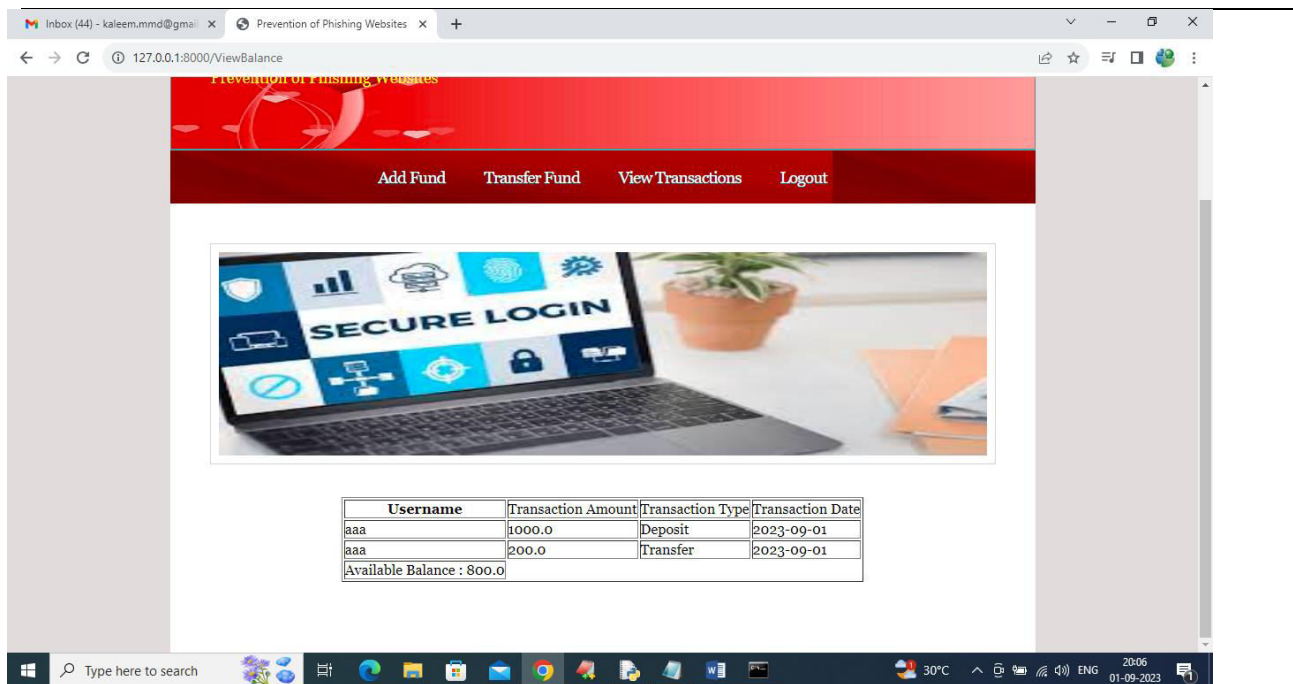 Inbox (44) - kaleem.mmd@gmai
Prevention of Phishing Websites
127.0.0.1:8000/ViewBalance
Prevention of Phishing Websites
Add Fund Transfer Fund View Transactions Logout
SECURE LOGIN
Username Transaction Amount Transaction Type Transaction Date
aaa 1000.0 Deposit 2023-09-01
aaa 200.0 Transfer 2023-09-01
Available Balance : 800.0
Type here to search
30°C
ENG
20:06
01-09-2023